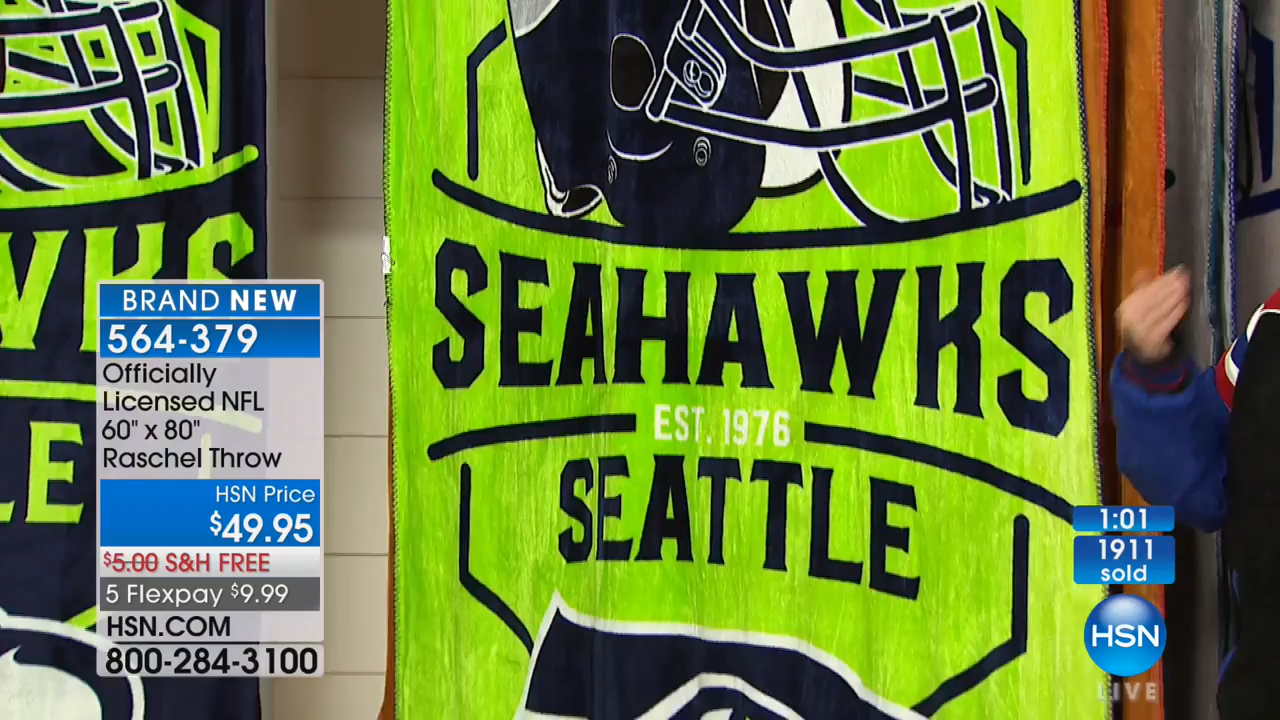 SEAHAWKS
EST. 1976
SEATTLE
WKS
LE
BRAND NEW
564-379
Officially
Licensed NFL
60" x 80"
Raschel Throw
HSN Price
$49.95
$5.00 S&H FREE
5 Flexpay $9.99
HSN.COM
800-284-3100
1:01
1911
sold
HSN
LIVE